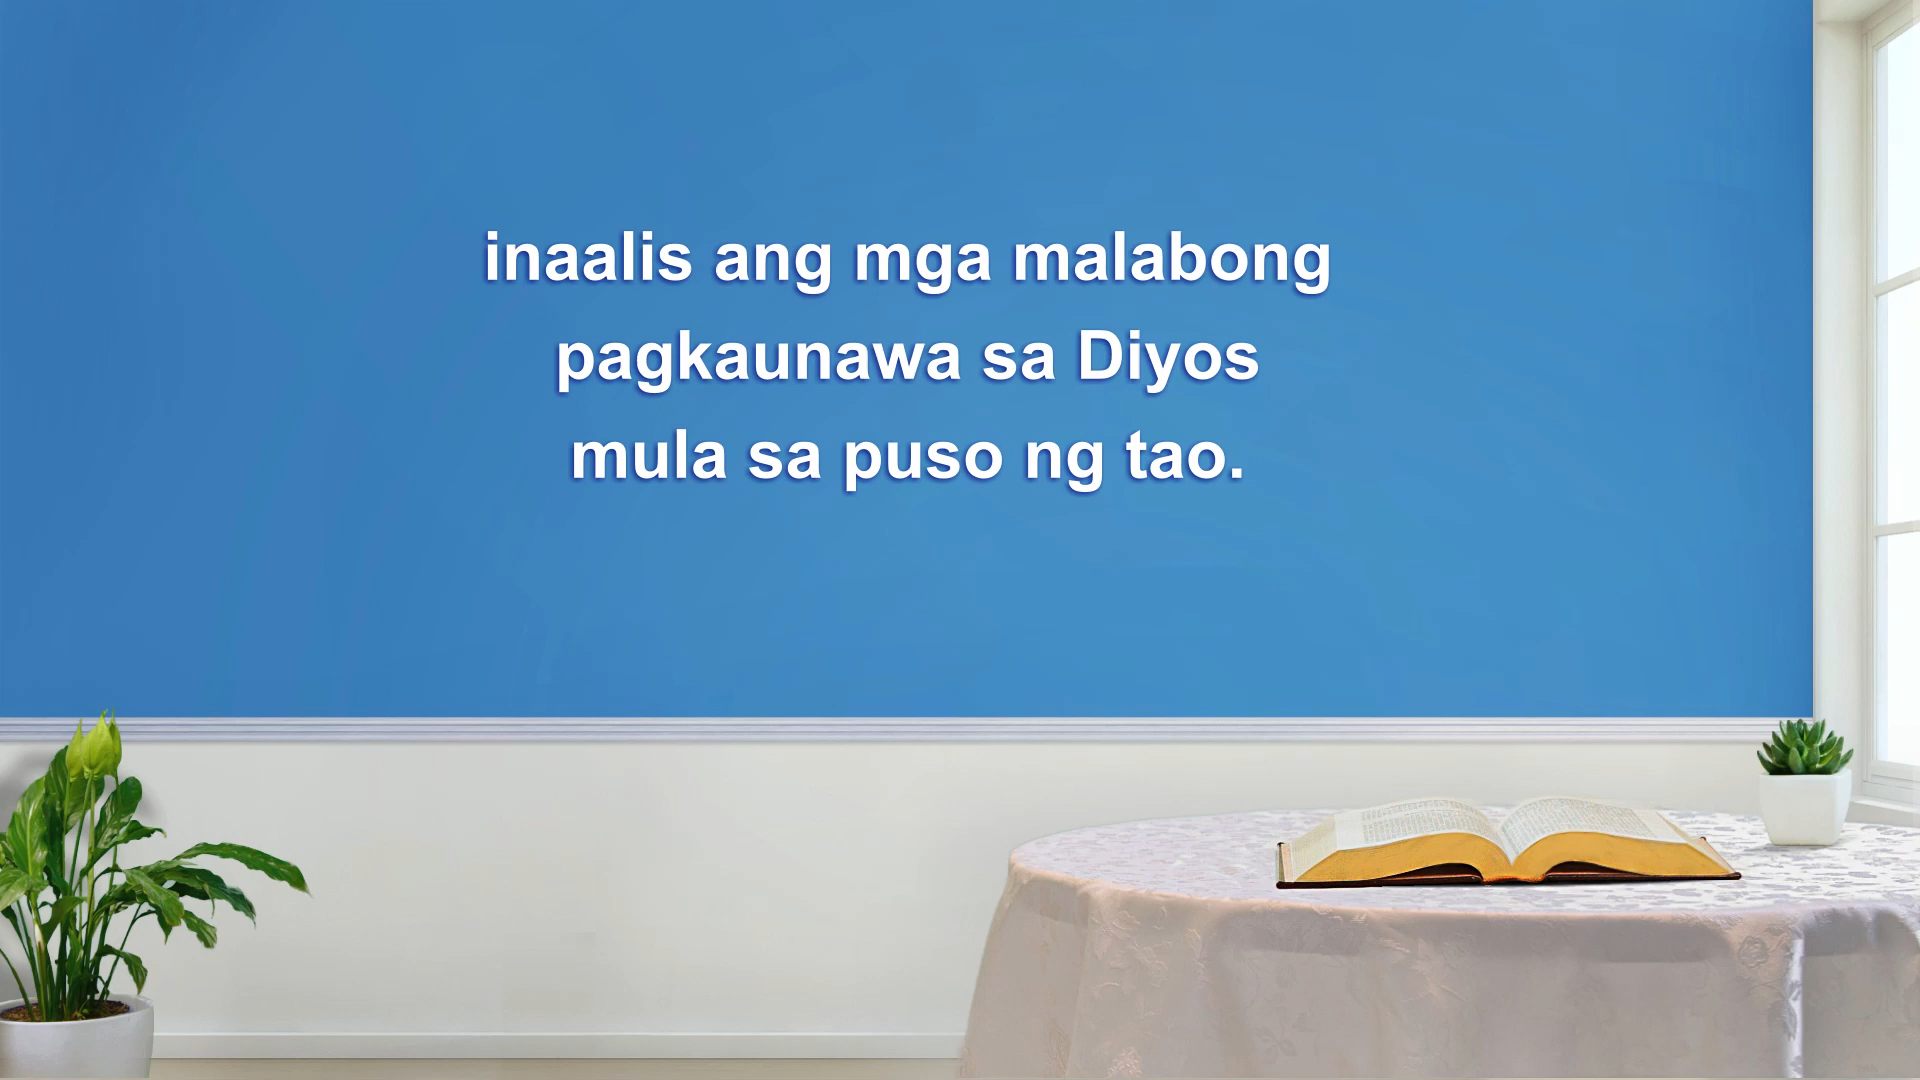 inaalis ang mga malabong
pagkaunawa sa Diyos
mula sa puso ng tao.